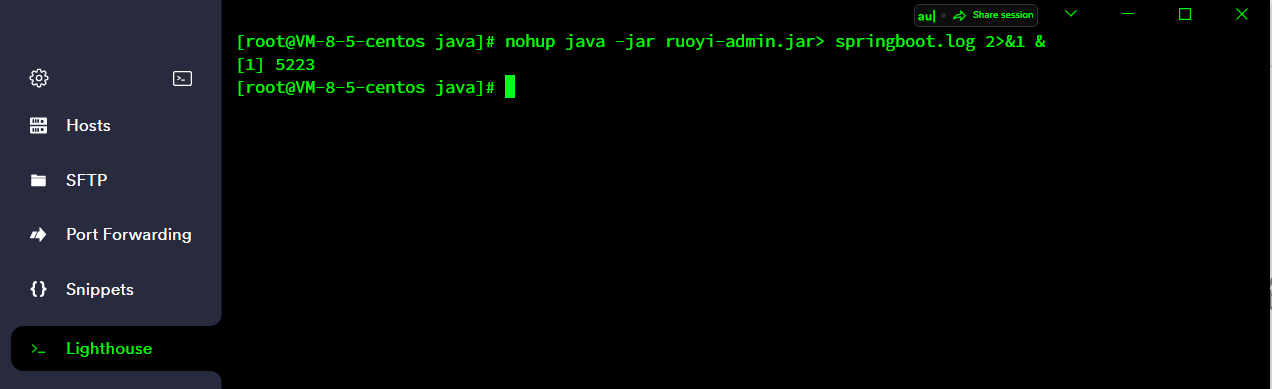 au|
Share session
[root@VM-8-5-centos java]# nohup java -jar ruoyi-admin.jar> springboot.log 2>&1 &
[1] 5223
[root@VM-8-5-centos java]#
Hosts
SFTP
Port Forwarding
Snippets
Lighthouse